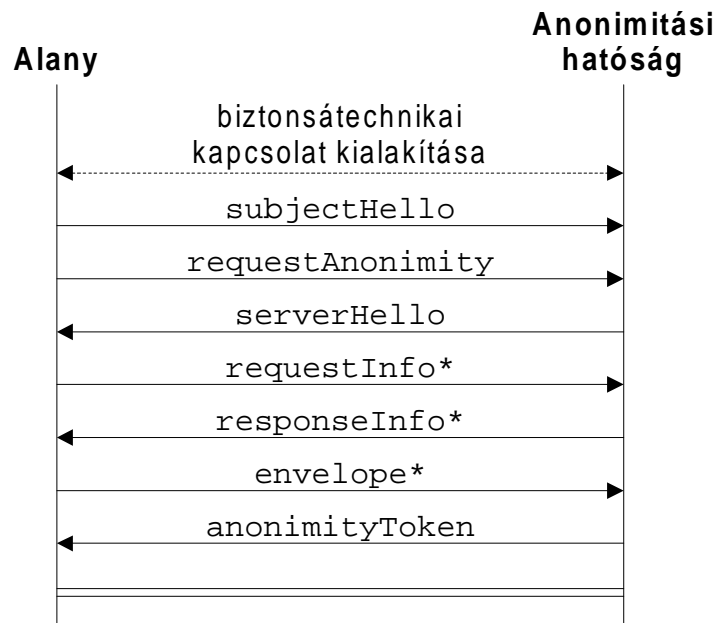 Anonimitási
hatóság
Alany
biztonsátechnikai
kapcsolat kialakítása
subjectHello
requestAnonimity
serverHello
requestInfo*
responseInfo*
envelope*
anonimityToken